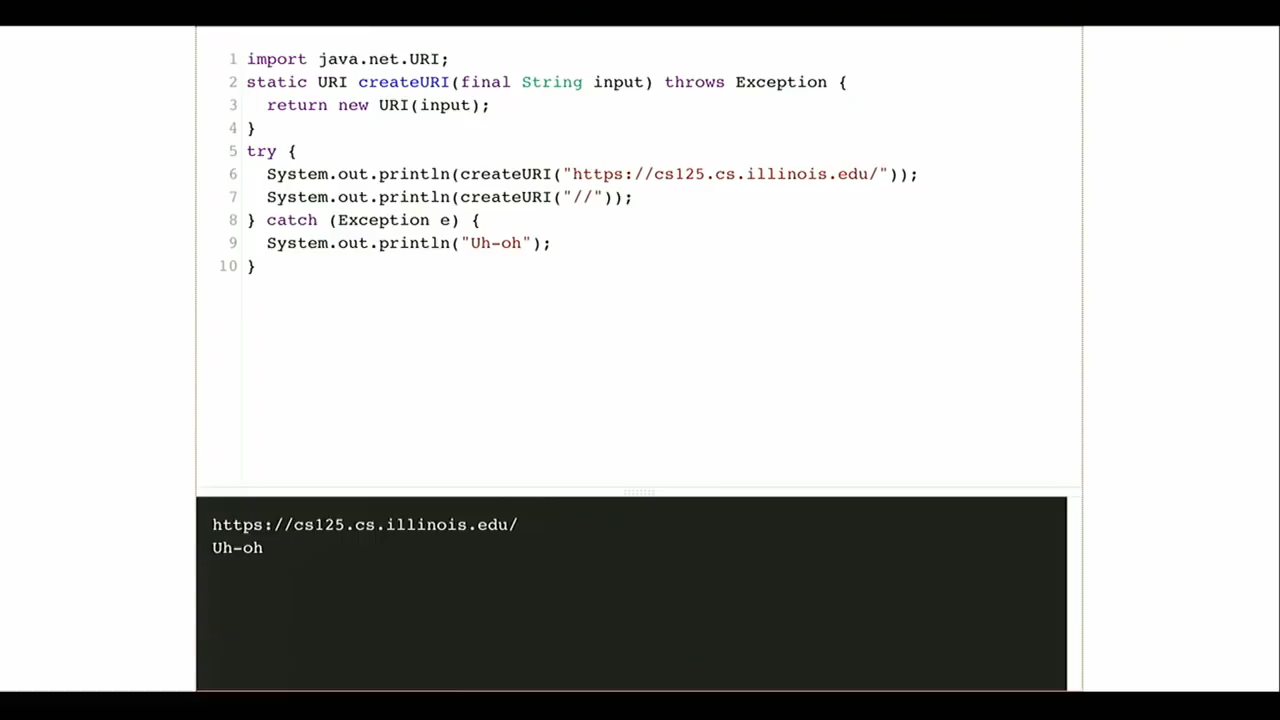 1 import java.net.URI;
2 static URI createURI(final String input) throws Exception {
3   return new URI(input);
4 }
5 try {
6   System.out.println(createURI("https://cs125.cs.illinois.edu/"));
7   System.out.println(createURI("//"));
8 } catch (Exception e) {
9   System.out.println("Uh-oh");
10 }
https://cs125.cs.illinois.edu/
Uh-oh